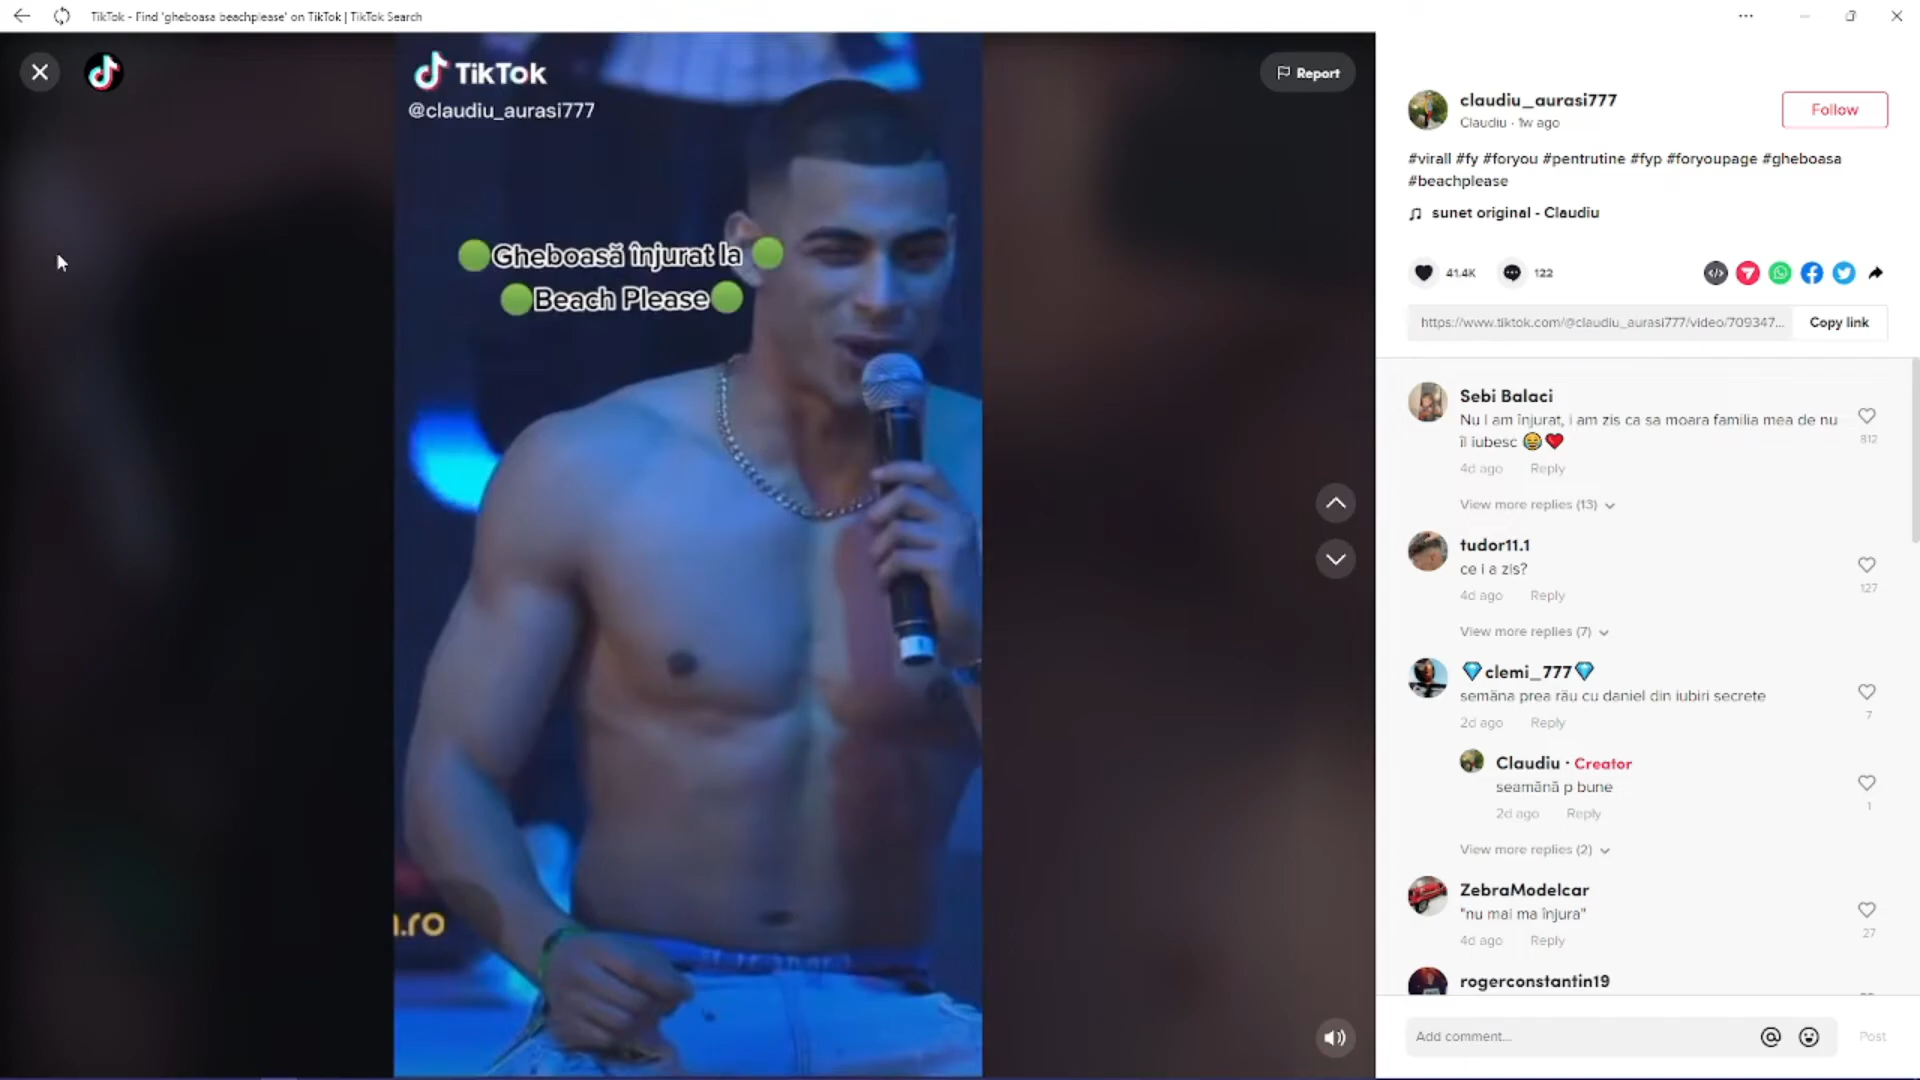 TikTok - Find 'gheboasa beachplease' on TikTok | TikTok Search
TikTok
@claudiu_aurasi777
Report
Gheboasă înjurat la
Beach Please
.ro
claudiu_aurasi777
Claudiu · 1w ago
Follow
#virall #fy #foryou #pentrutine #fyp #foryoupage #gheboasa
#beachplease
sunet original - Claudiu
41.4K
122
https://www.tiktok.com/@claudiu_aurasi777/video/709347...
Copy link
Sebi Balaci
Nu l am înjurat, i am zis ca sa moara familia mea de nu
îl iubesc 😂❤️
812
4d ago Reply
View more replies (13)
tudor11.1
ce i a zis?
127
4d ago Reply
View more replies (7)
💎clemi_777💎
semăna prea rău cu daniel din iubiri secrete
7
2d ago Reply
Claudiu · Creator
seamănă p bune
1
2d ago Reply
View more replies (2)
ZebraModelcar
"nu mai ma înjura"
27
4d ago Reply
rogerconstantin19
Add comment...
Post